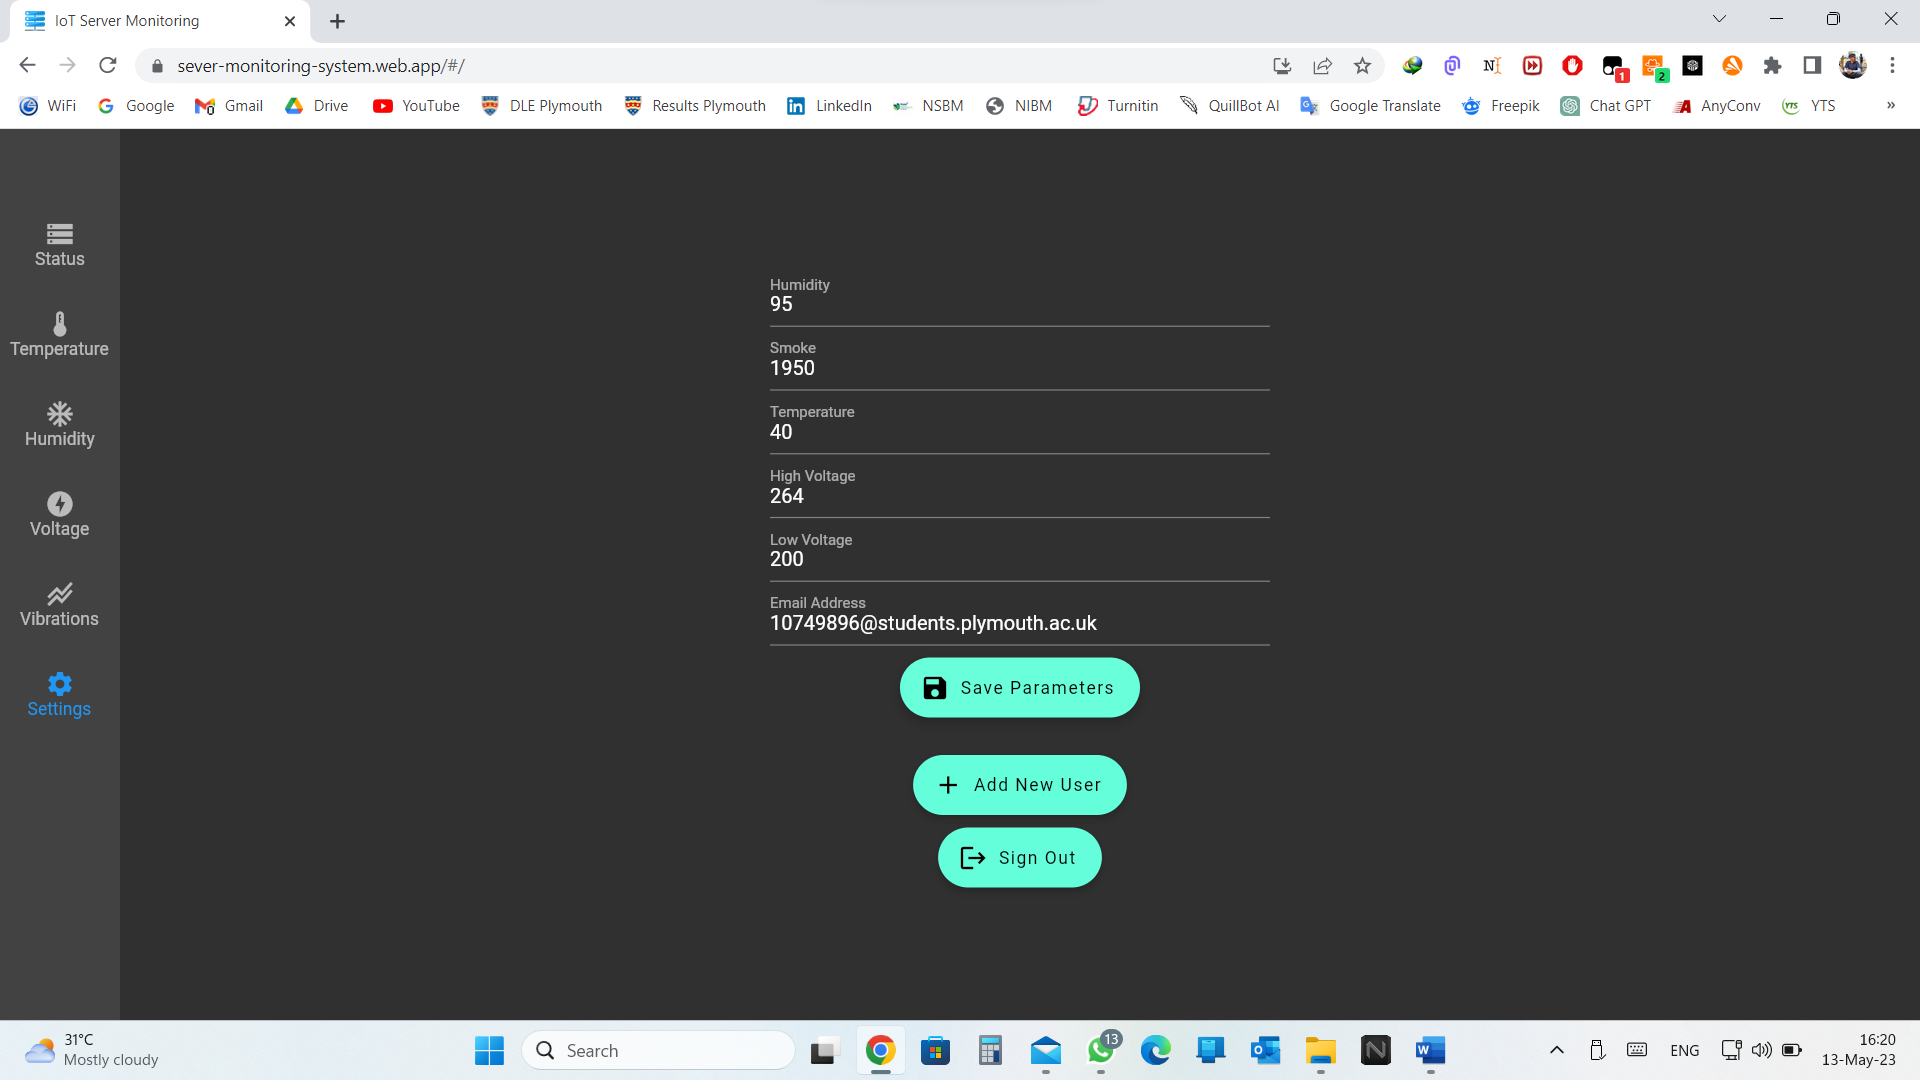 IoT Server Monitoring
sever-monitoring-system.web.app/#/
1
2
WiFi Google Gmail Drive YouTube DLE Plymouth Results Plymouth LinkedIn NSBM NIBM Turnitin QuillBot AI Google Translate Freepik Chat GPT AnyConv YTS »
Status
Temperature
Humidity
Voltage
Vibrations
Settings
Humidity
95
Smoke
1950
Temperature
40
High Voltage
264
Low Voltage
200
Email Address
10749896@students.plymouth.ac.uk
Save Parameters
Add New User
Sign Out
31°C
Mostly cloudy
Search
13
ENG
16:20
13-May-23